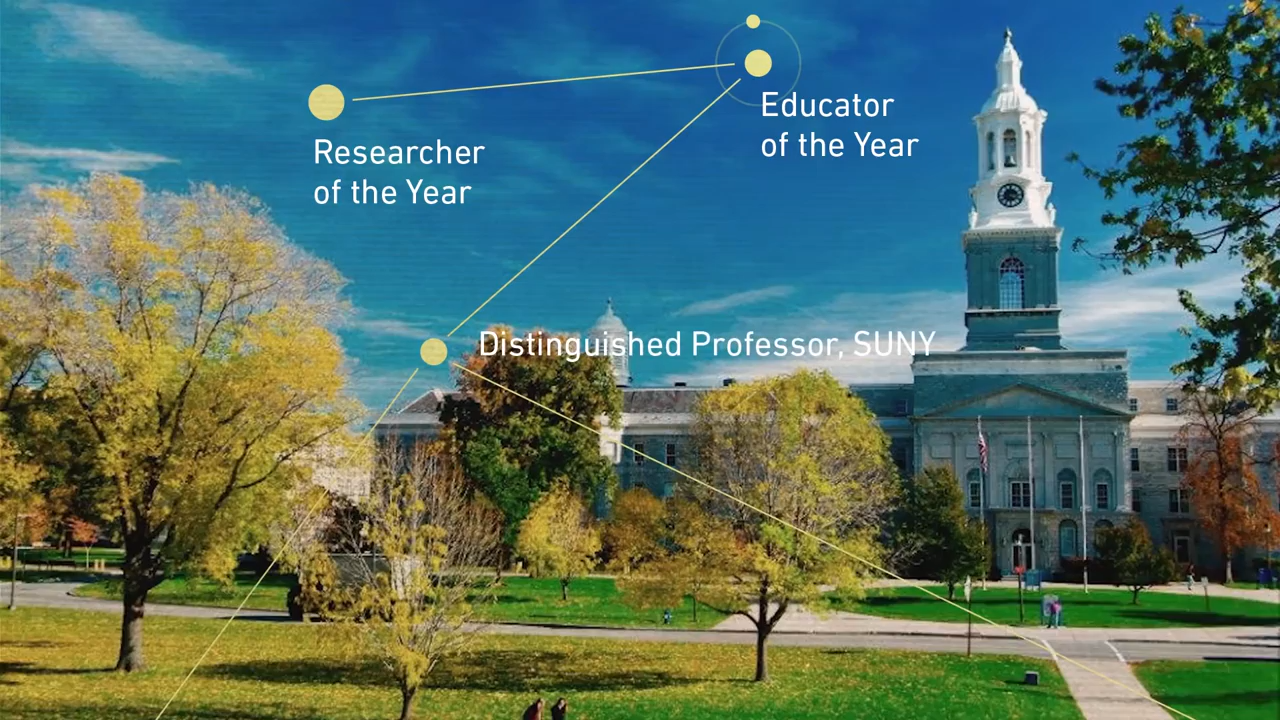 Educator
of the Year
Researcher
of the Year
Distinguished Professor, SUNY